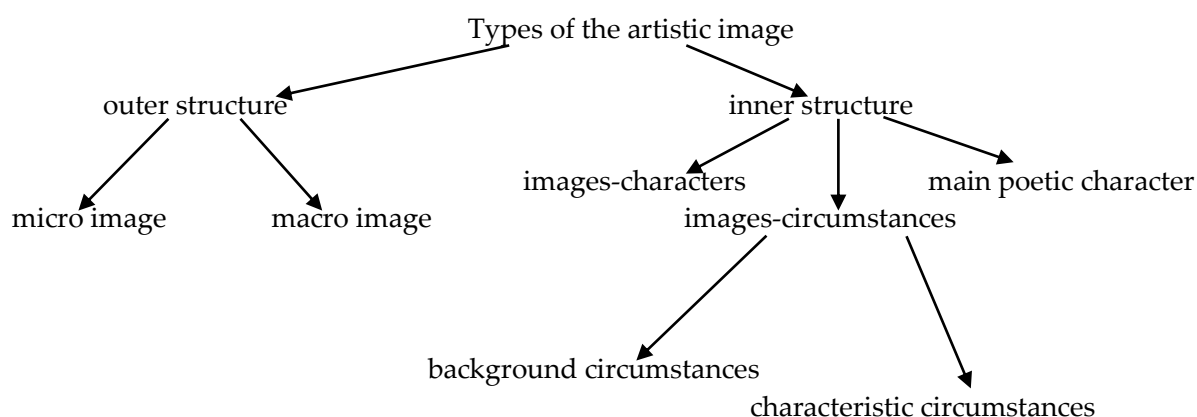 Types of the artistic image
outer structure
inner structure
images-characters
main poetic character
micro image
macro image
images-circumstances
background circumstances
characteristic circumstances